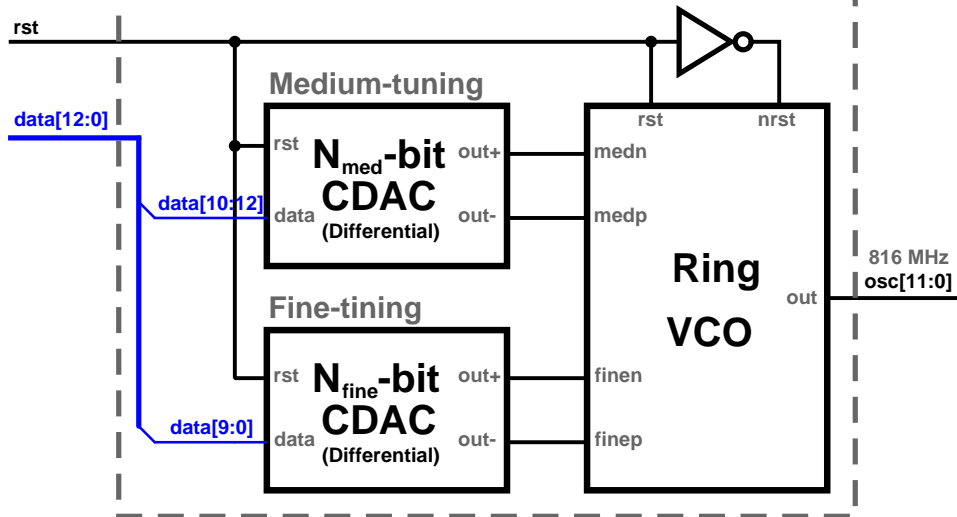 rst
data[12:0]
Medium-tuning
rst
N_med-bit
CDAC
(Differential)
data
out+
out-
data[10:12]
Fine-tining
rst
N_fine-bit
CDAC
(Differential)
data
out+
out-
data[9:0]
rst
nrst
medn
medp
Ring
VCO
out
finen
finep
816 MHz
osc[11:0]